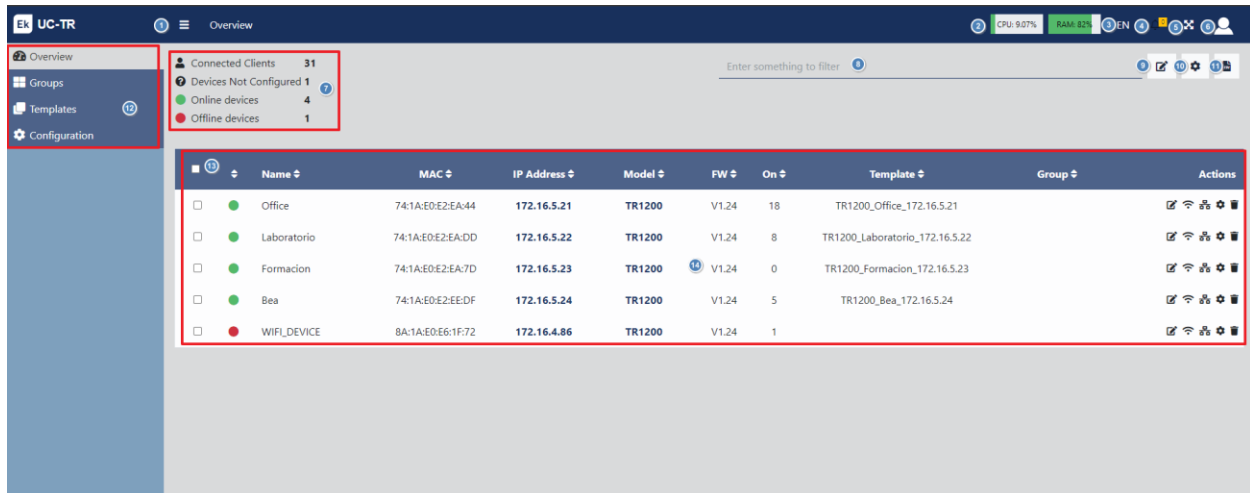 Ek UC-TR 1 Overview 2 CPU: 9.07% RAM: 82% 3 EN 4 5 6
Overview
Groups
Templates 12
Configuration
Connected Clients 31
Devices Not Configured 1
7
Online devices 4
Offline devices 1
Enter something to filter 8 9 10 11
13 Name MAC IP Address Model FW On Template Group Actions
Office 74:1A:E0:E2:EA:44 172.16.5.21 TR1200 V1.24 18 TR1200_Office_172.16.5.21
Laboratorio 74:1A:E0:E2:EA:DD 172.16.5.22 TR1200 V1.24 8 TR1200_Laboratorio_172.16.5.22
Formacion 74:1A:E0:E2:EA:7D 172.16.5.23 TR1200 14 V1.24 0 TR1200_Formacion_172.16.5.23
Bea 74:1A:E0:E2:EE:DF 172.16.5.24 TR1200 V1.24 5 TR1200_Bea_172.16.5.24
WIFI_DEVICE 8A:1A:E0:E6:1F:72 172.16.4.86 TR1200 V1.24 1